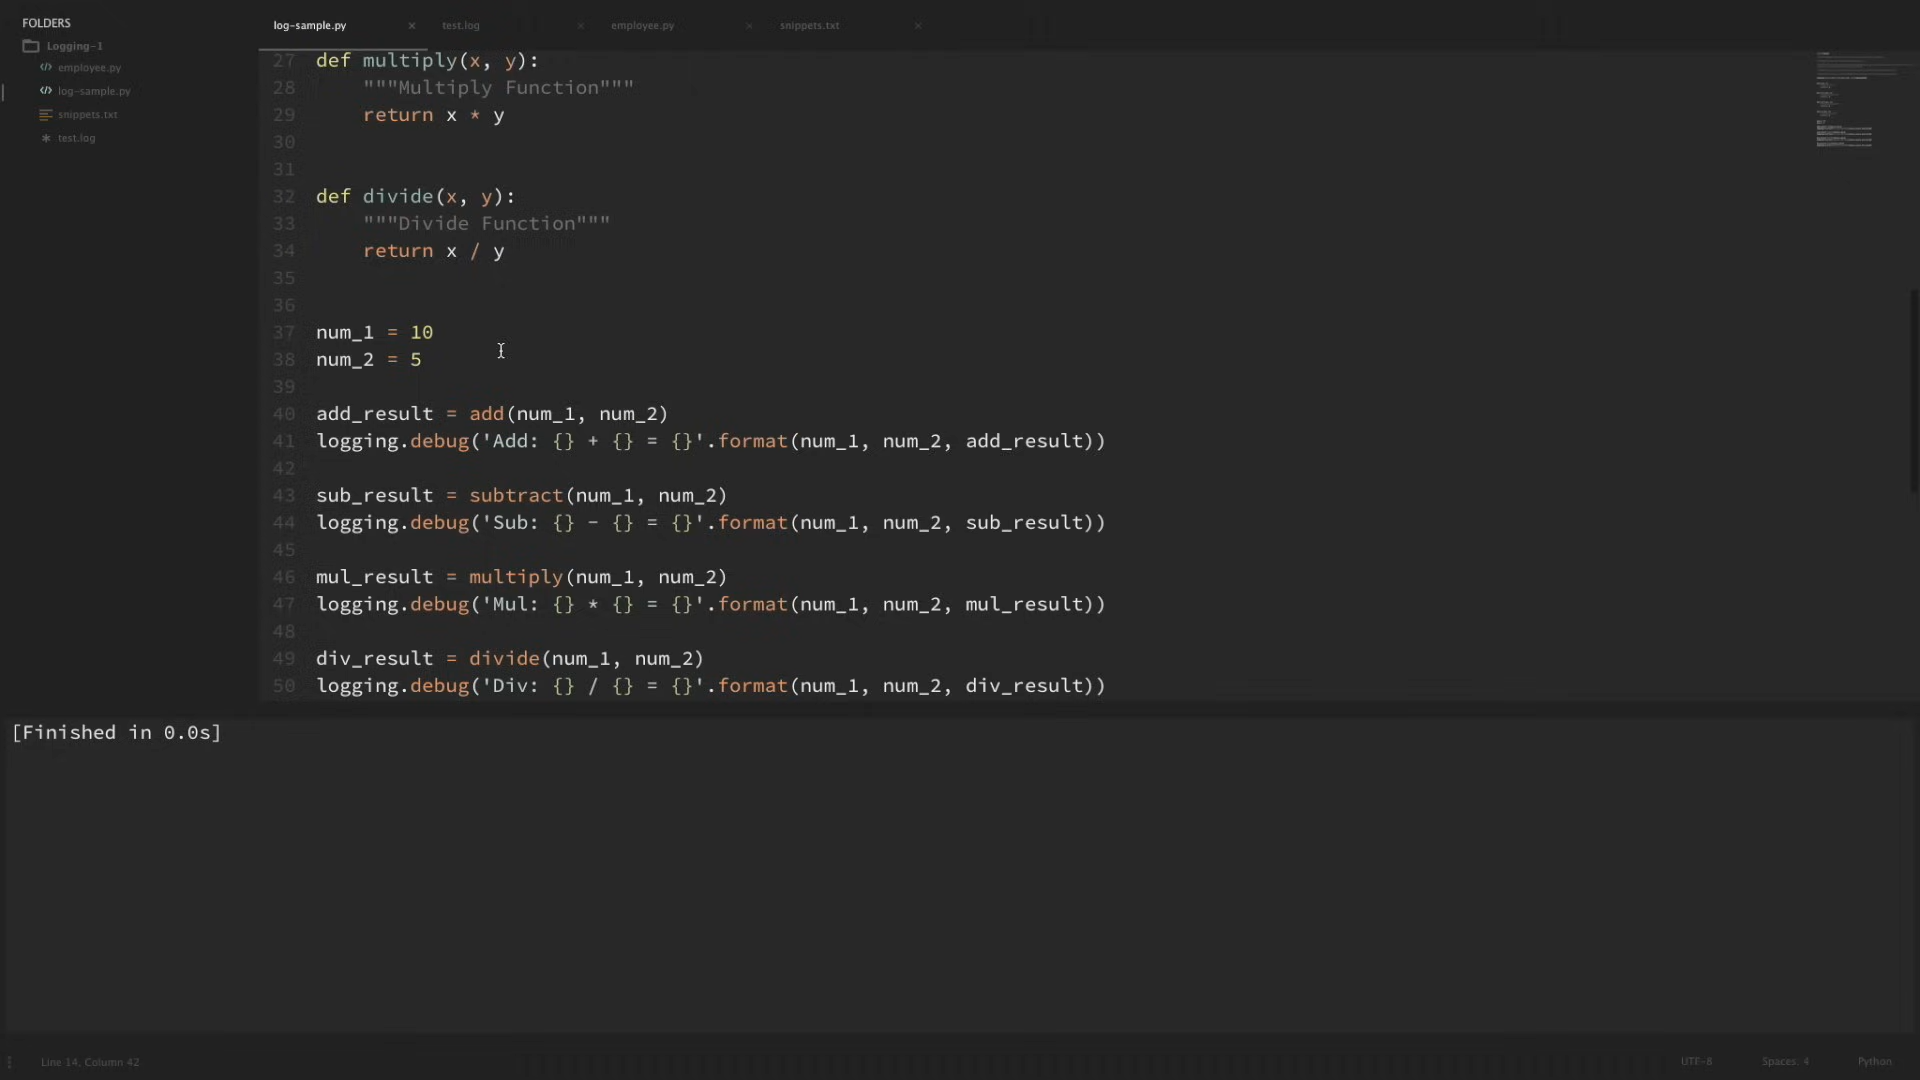 FOLDERS
Logging-1
employee.py
log-sample.py
snippets.txt
test.log
log-sample.py × test.log × employee.py × snippets.txt ×
27 def multiply(x, y):
28     """Multiply Function"""
29     return x * y
30
31
32 def divide(x, y):
33     """Divide Function"""
34     return x / y
35
36
37 num_1 = 10
38 num_2 = 5
39
40 add_result = add(num_1, num_2)
41 logging.debug('Add: {} + {} = {}'.format(num_1, num_2, add_result))
42
43 sub_result = subtract(num_1, num_2)
44 logging.debug('Sub: {} - {} = {}'.format(num_1, num_2, sub_result))
45
46 mul_result = multiply(num_1, num_2)
47 logging.debug('Mul: {} * {} = {}'.format(num_1, num_2, mul_result))
48
49 div_result = divide(num_1, num_2)
50 logging.debug('Div: {} / {} = {}'.format(num_1, num_2, div_result))
[Finished in 0.0s]
Line 14, Column 42 UTF-8 Spaces: 4 Python